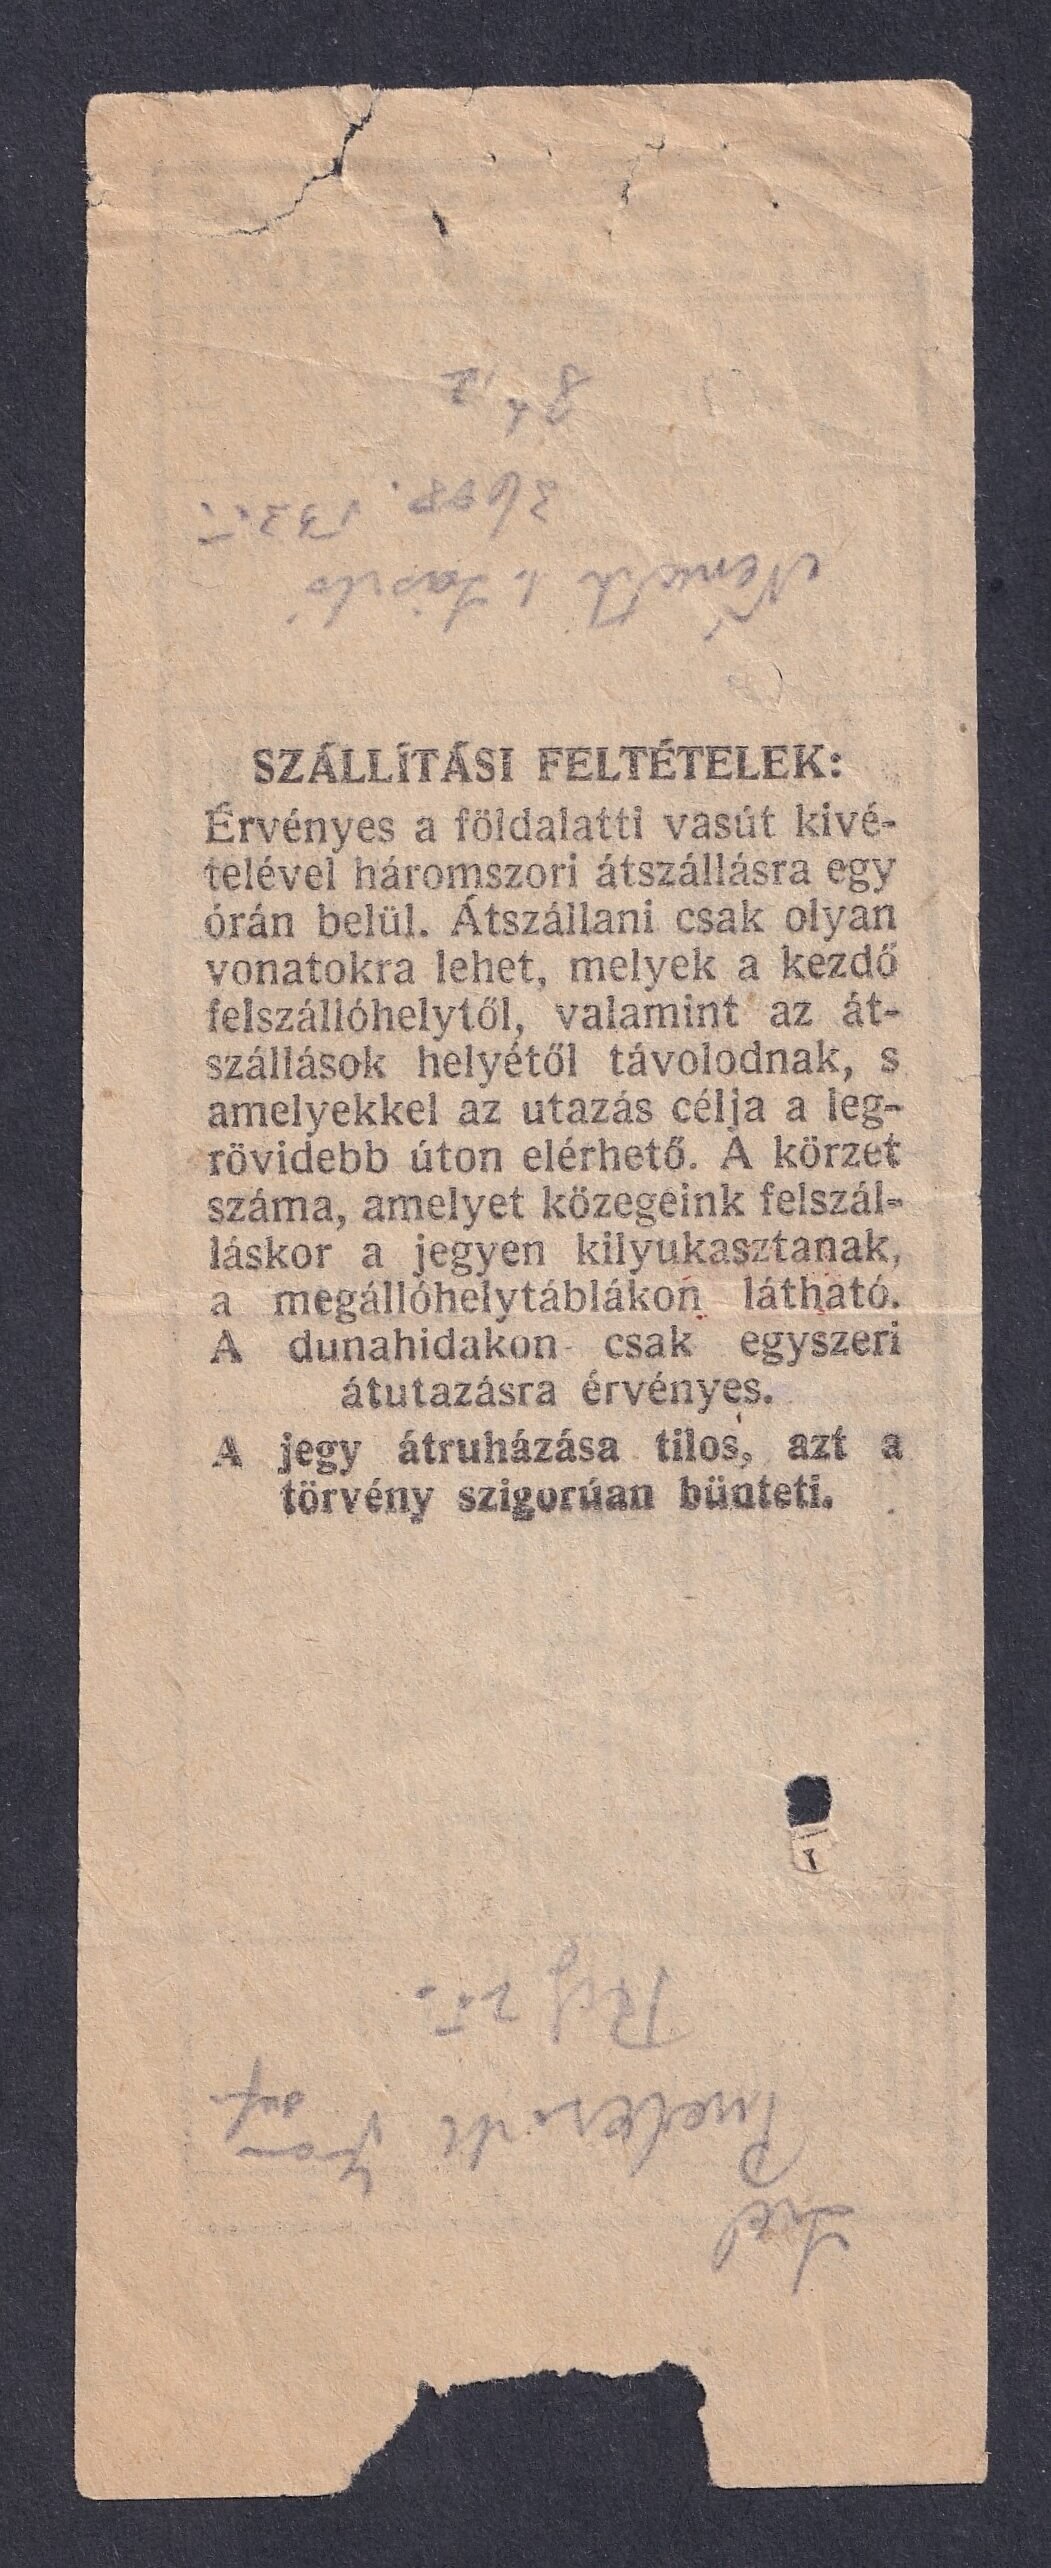 SZÁLLÍTÁSI FELTÉTELEK:
Érvényes a földalatti vasút kivé-
telével háromszori átszállásra egy
órán belül. Átszállani csak olyan
vonatokra lehet, melyek a kezdő
felszállóhelytől, valamint az át-
szállások helyétől távolodnak, s
amelyekkel az utazás célja a leg-
rövidebb úton elérhető. A körzet
száma, amelyet közegeink felszál-
láskor a jegyen kilyukasztanak,
a megállóhelytáblákon látható.
A dunahidakon csak egyszeri
átutazásra érvényes.
A jegy átruházása tilos, azt a
törvény szigorúan bünteti.